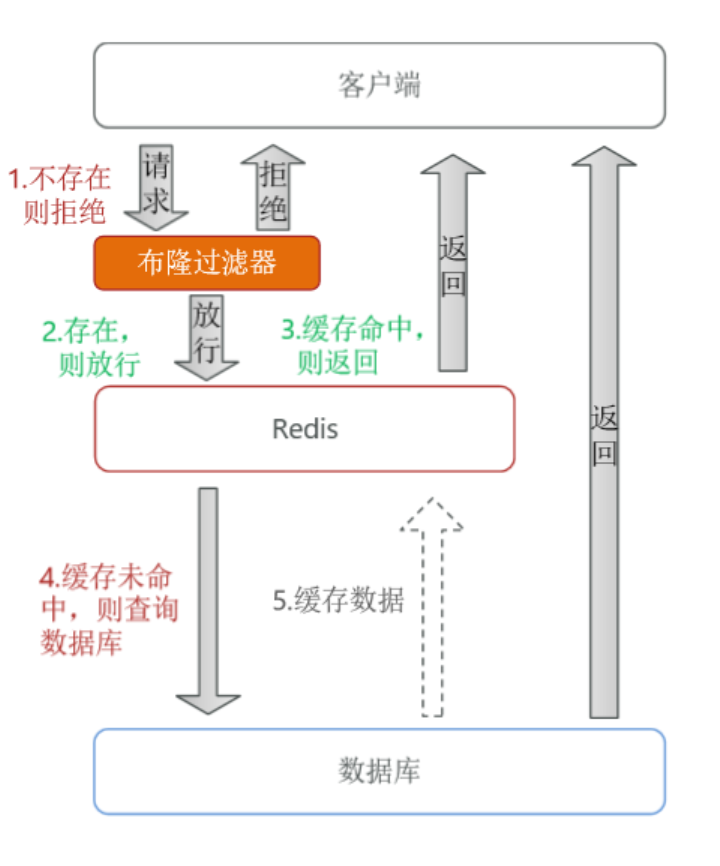 客户端
1.不存在
则拒绝
请
求
拒
绝
布隆过滤器
2.存在，
则放行
放
行
3.缓存命中，
则返回
返
回
Redis
返
回
4.缓存未命
中，则查询
数据库
5.缓存数据
数据库